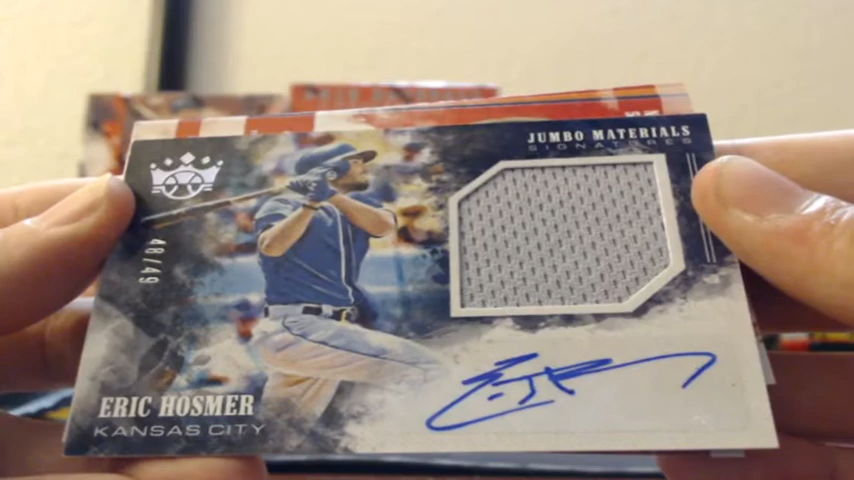 JUMBO MATERIALS
SIGNATURES
48/49
ERIC HOSMER
KANSAS CITY